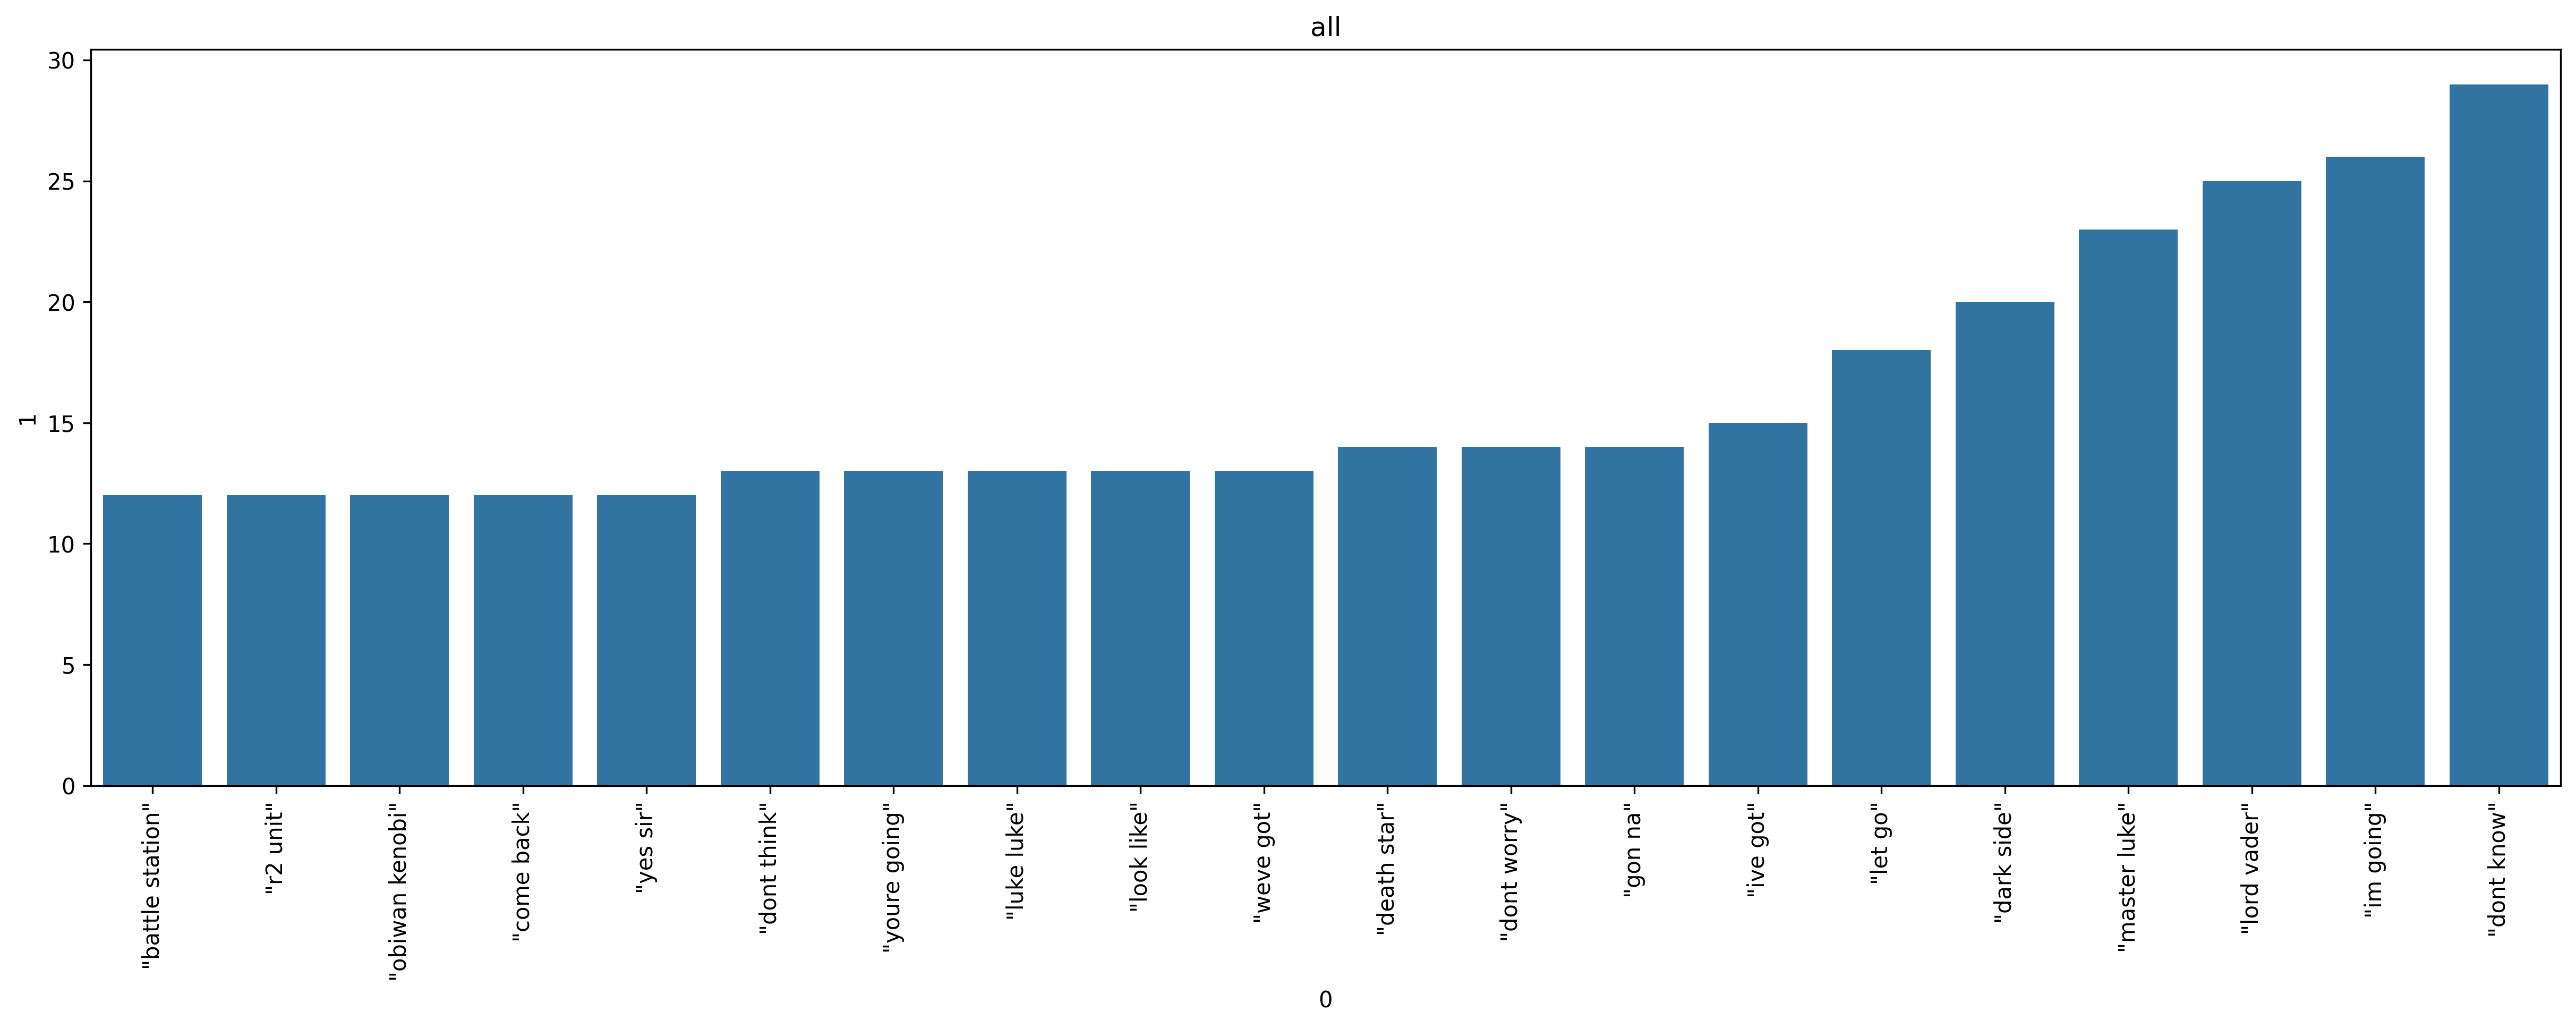 all
30
25
20
15
10
5
0
1
"battle station"
"r2 unit"
"obiwan kenobi"
"come back"
"yes sir"
"dont think"
"youre going"
"luke luke"
"look like"
"weve got"
"death star"
"dont worry"
"gon na"
"ive got"
"let go"
"dark side"
"master luke"
"lord vader"
"im going"
"dont know"
0